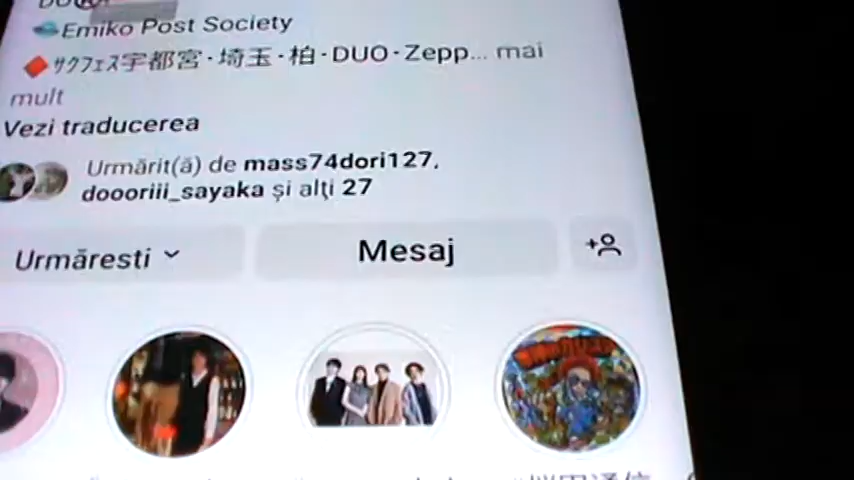 Emiko Post Society
サクフェス宇都宮・埼玉・柏・DUO・Zepp... mai
mult
Vezi traducerea
Urmărit(ă) de mass74dori127,
doooriii_sayaka și alți 27
Urmărești
Mesaj